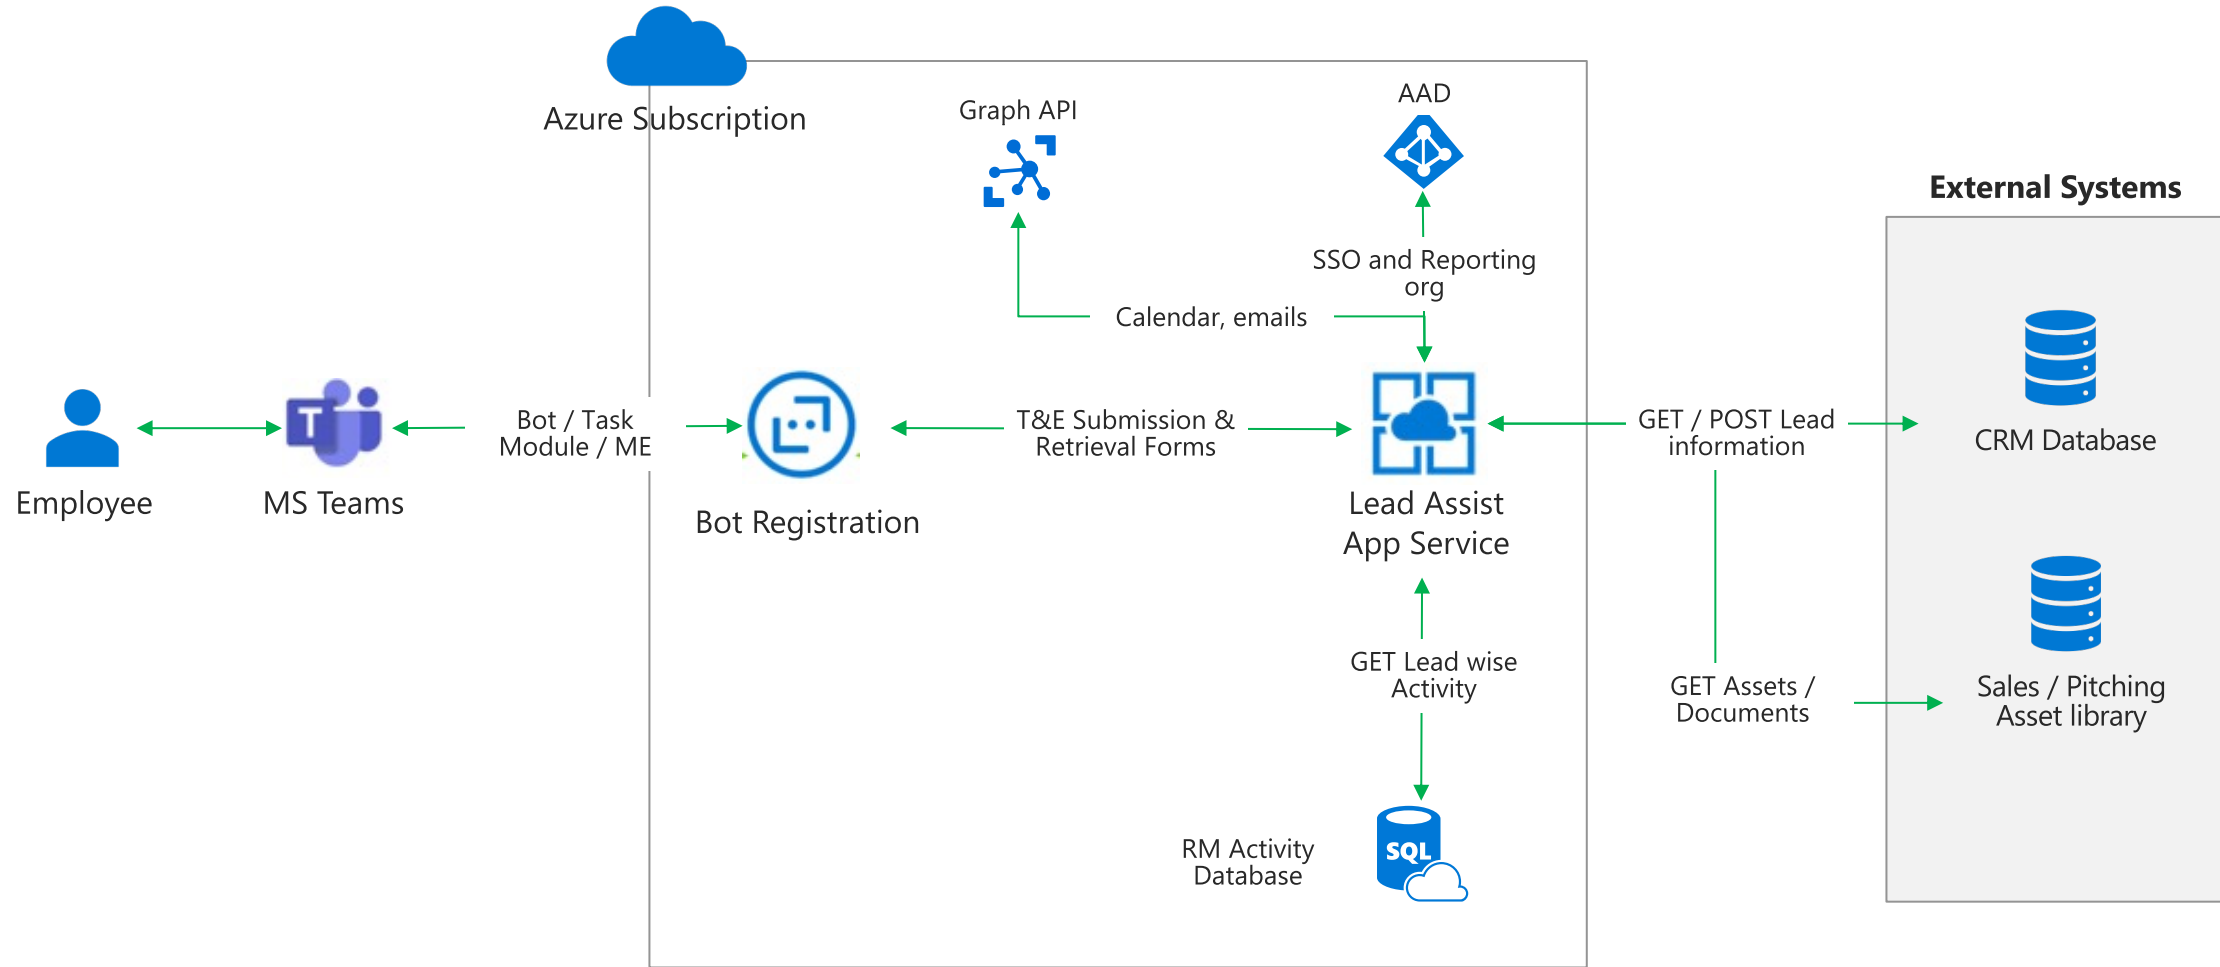 Azure Subscription
Graph API
AAD
External Systems
SSO and Reporting
org
Calendar, emails
Employee
T
MS Teams
Bot / Task
Module / ME
Bot Registration
T&E Submission &
Retrieval Forms
Lead Assist
App Service
GET / POST Lead
information
CRM Database
GET Lead wise
Activity
GET Assets /
Documents
Sales / Pitching
Asset library
RM Activity
Database
SQL